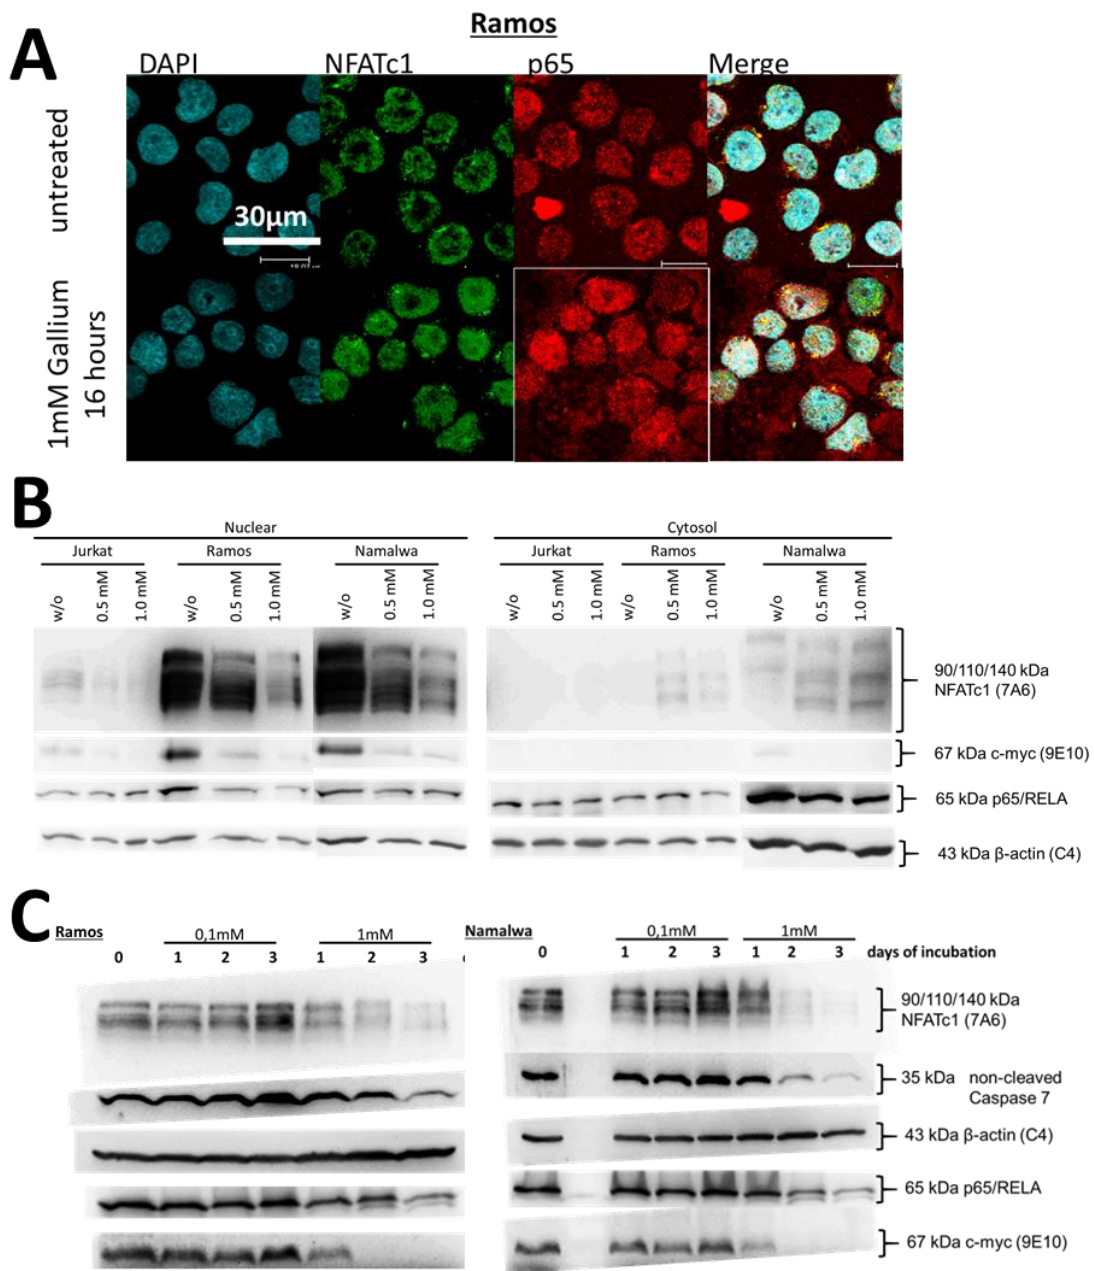 Ramos
A
DAPI NFATc1 p65 Merge
untreated
30µm
1mM Gallium
16 hours
B
Nuclear Cytosol
Jurkat Ramos Namalwa Jurkat Ramos Namalwa
w/o 0.5 mM 1.0 mM w/o 0.5 mM 1.0 mM w/o 0.5 mM 1.0 mM w/o 0.5 mM 1.0 mM w/o 0.5 mM 1.0 mM w/o 0.5 mM 1.0 mM
90/110/140 kDa
NFATc1 (7A6)
67 kDa c-myc (9E10)
65 kDa p65/RELA
43 kDa β-actin (C4)
C
Ramos 0,1mM 1mM Namalwa 0,1mM 1mM
0 1 2 3 1 2 3 0 1 2 3 1 2 3 days of incubation
90/110/140 kDa
NFATc1 (7A6)
35 kDa non-cleaved
Caspase 7
43 kDa β-actin (C4)
65 kDa p65/RELA
67 kDa c-myc (9E10)